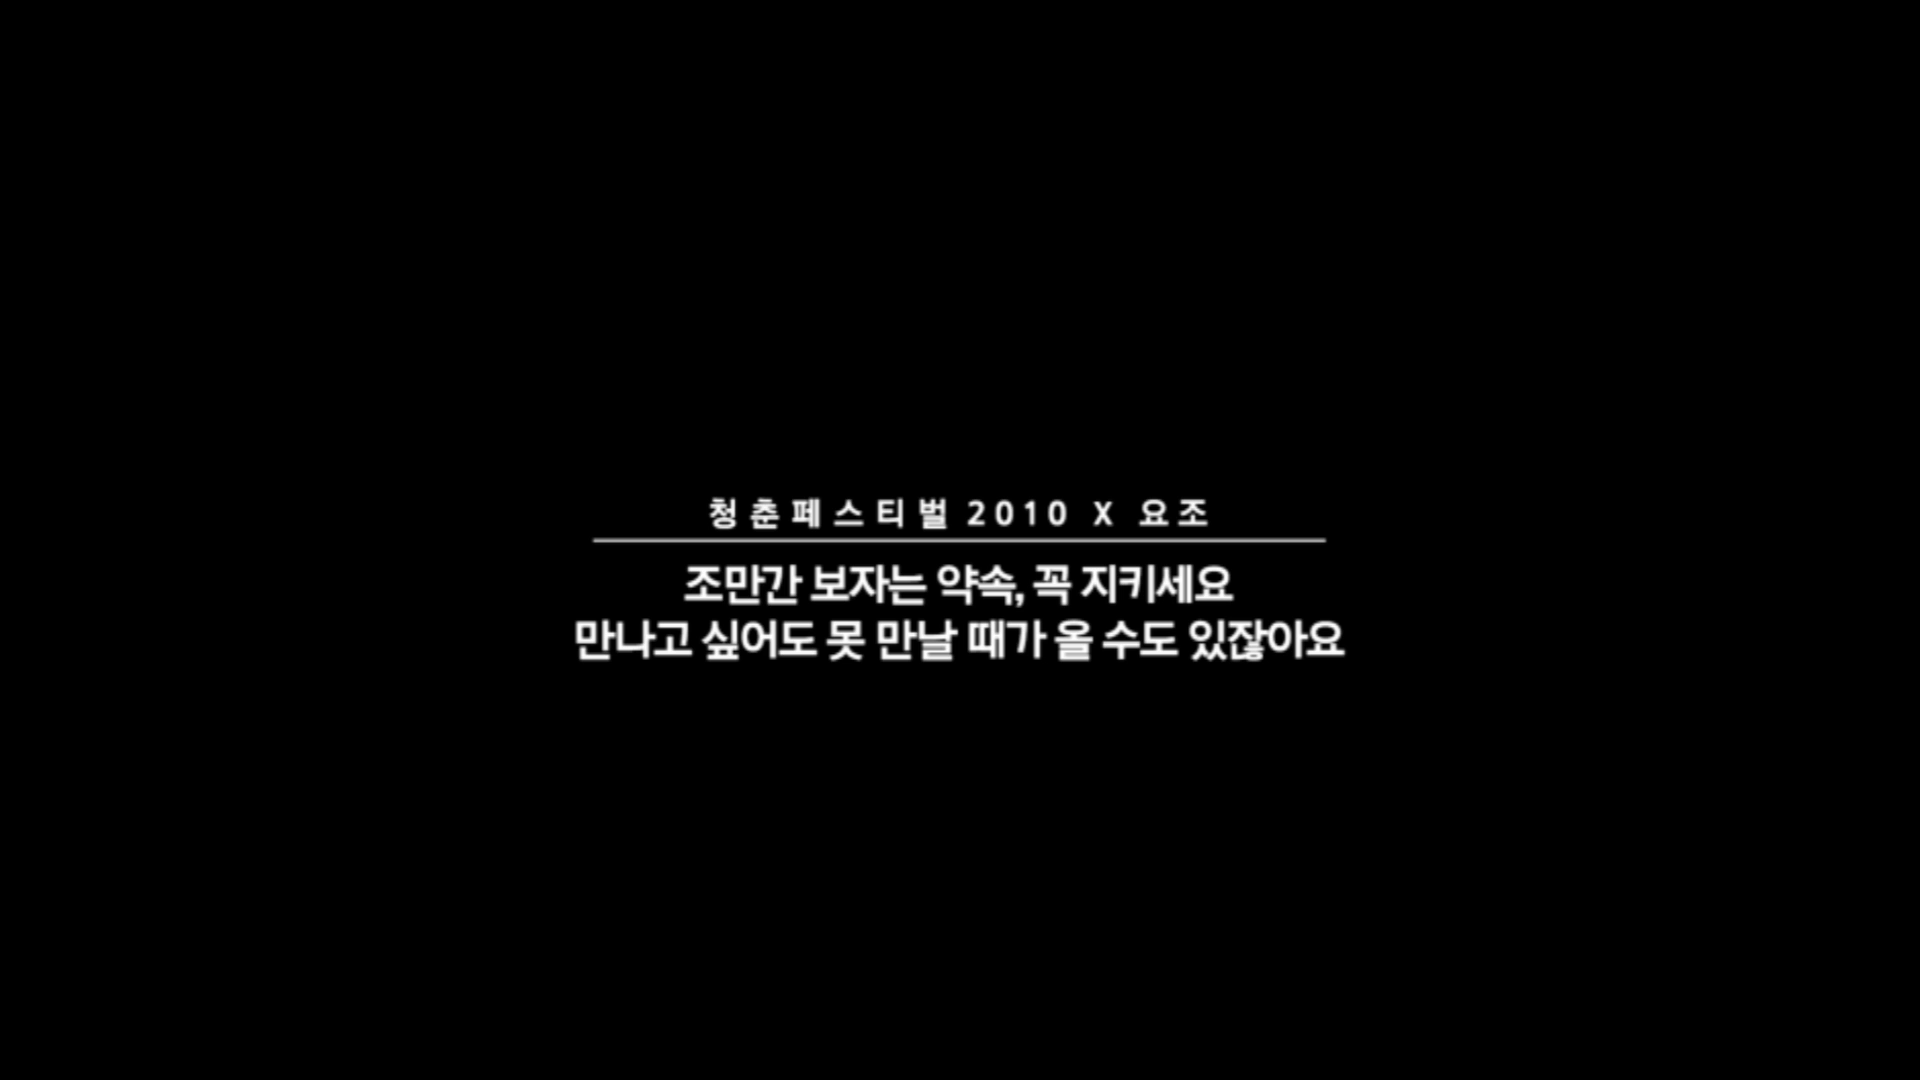 청춘페스티벌 2010 X 요조
조만간 보자는 약속, 꼭 지키세요
만나고 싶어도 못 만날 때가 올 수도 있잖아요